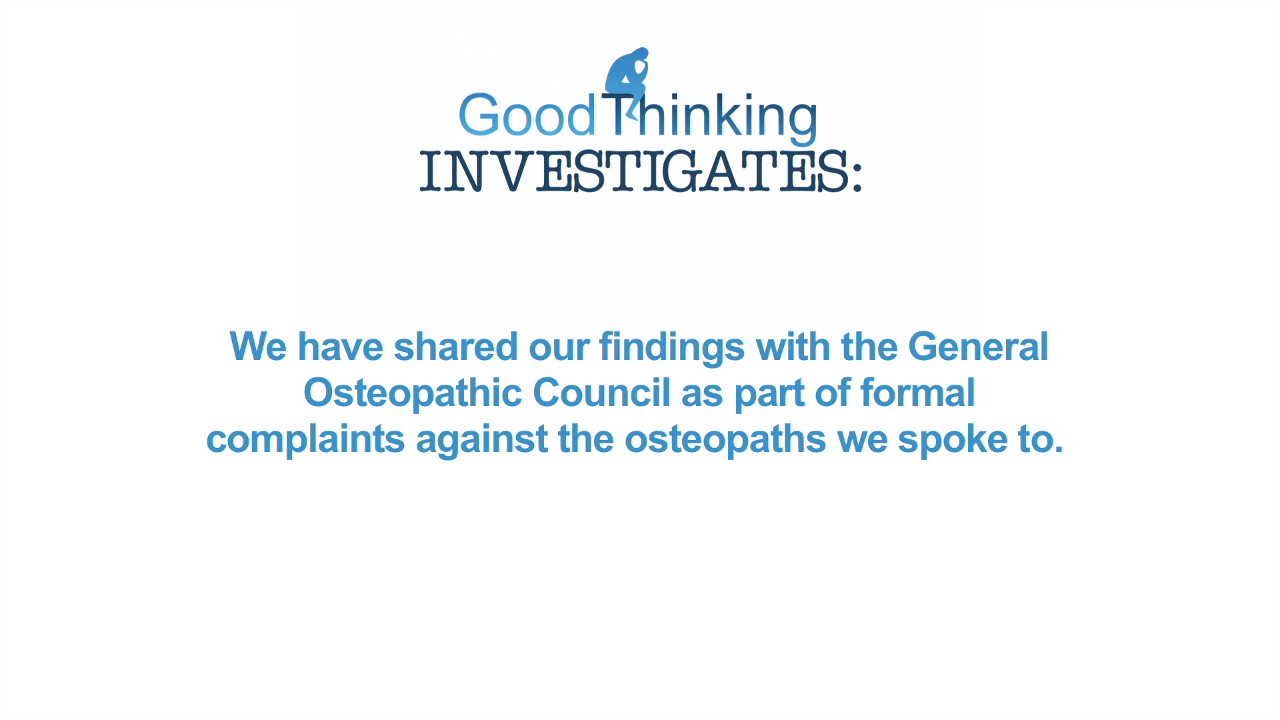 GoodThinking
INVESTIGATES:
We have shared our findings with the General
Osteopathic Council as part of formal
complaints against the osteopaths we spoke to.